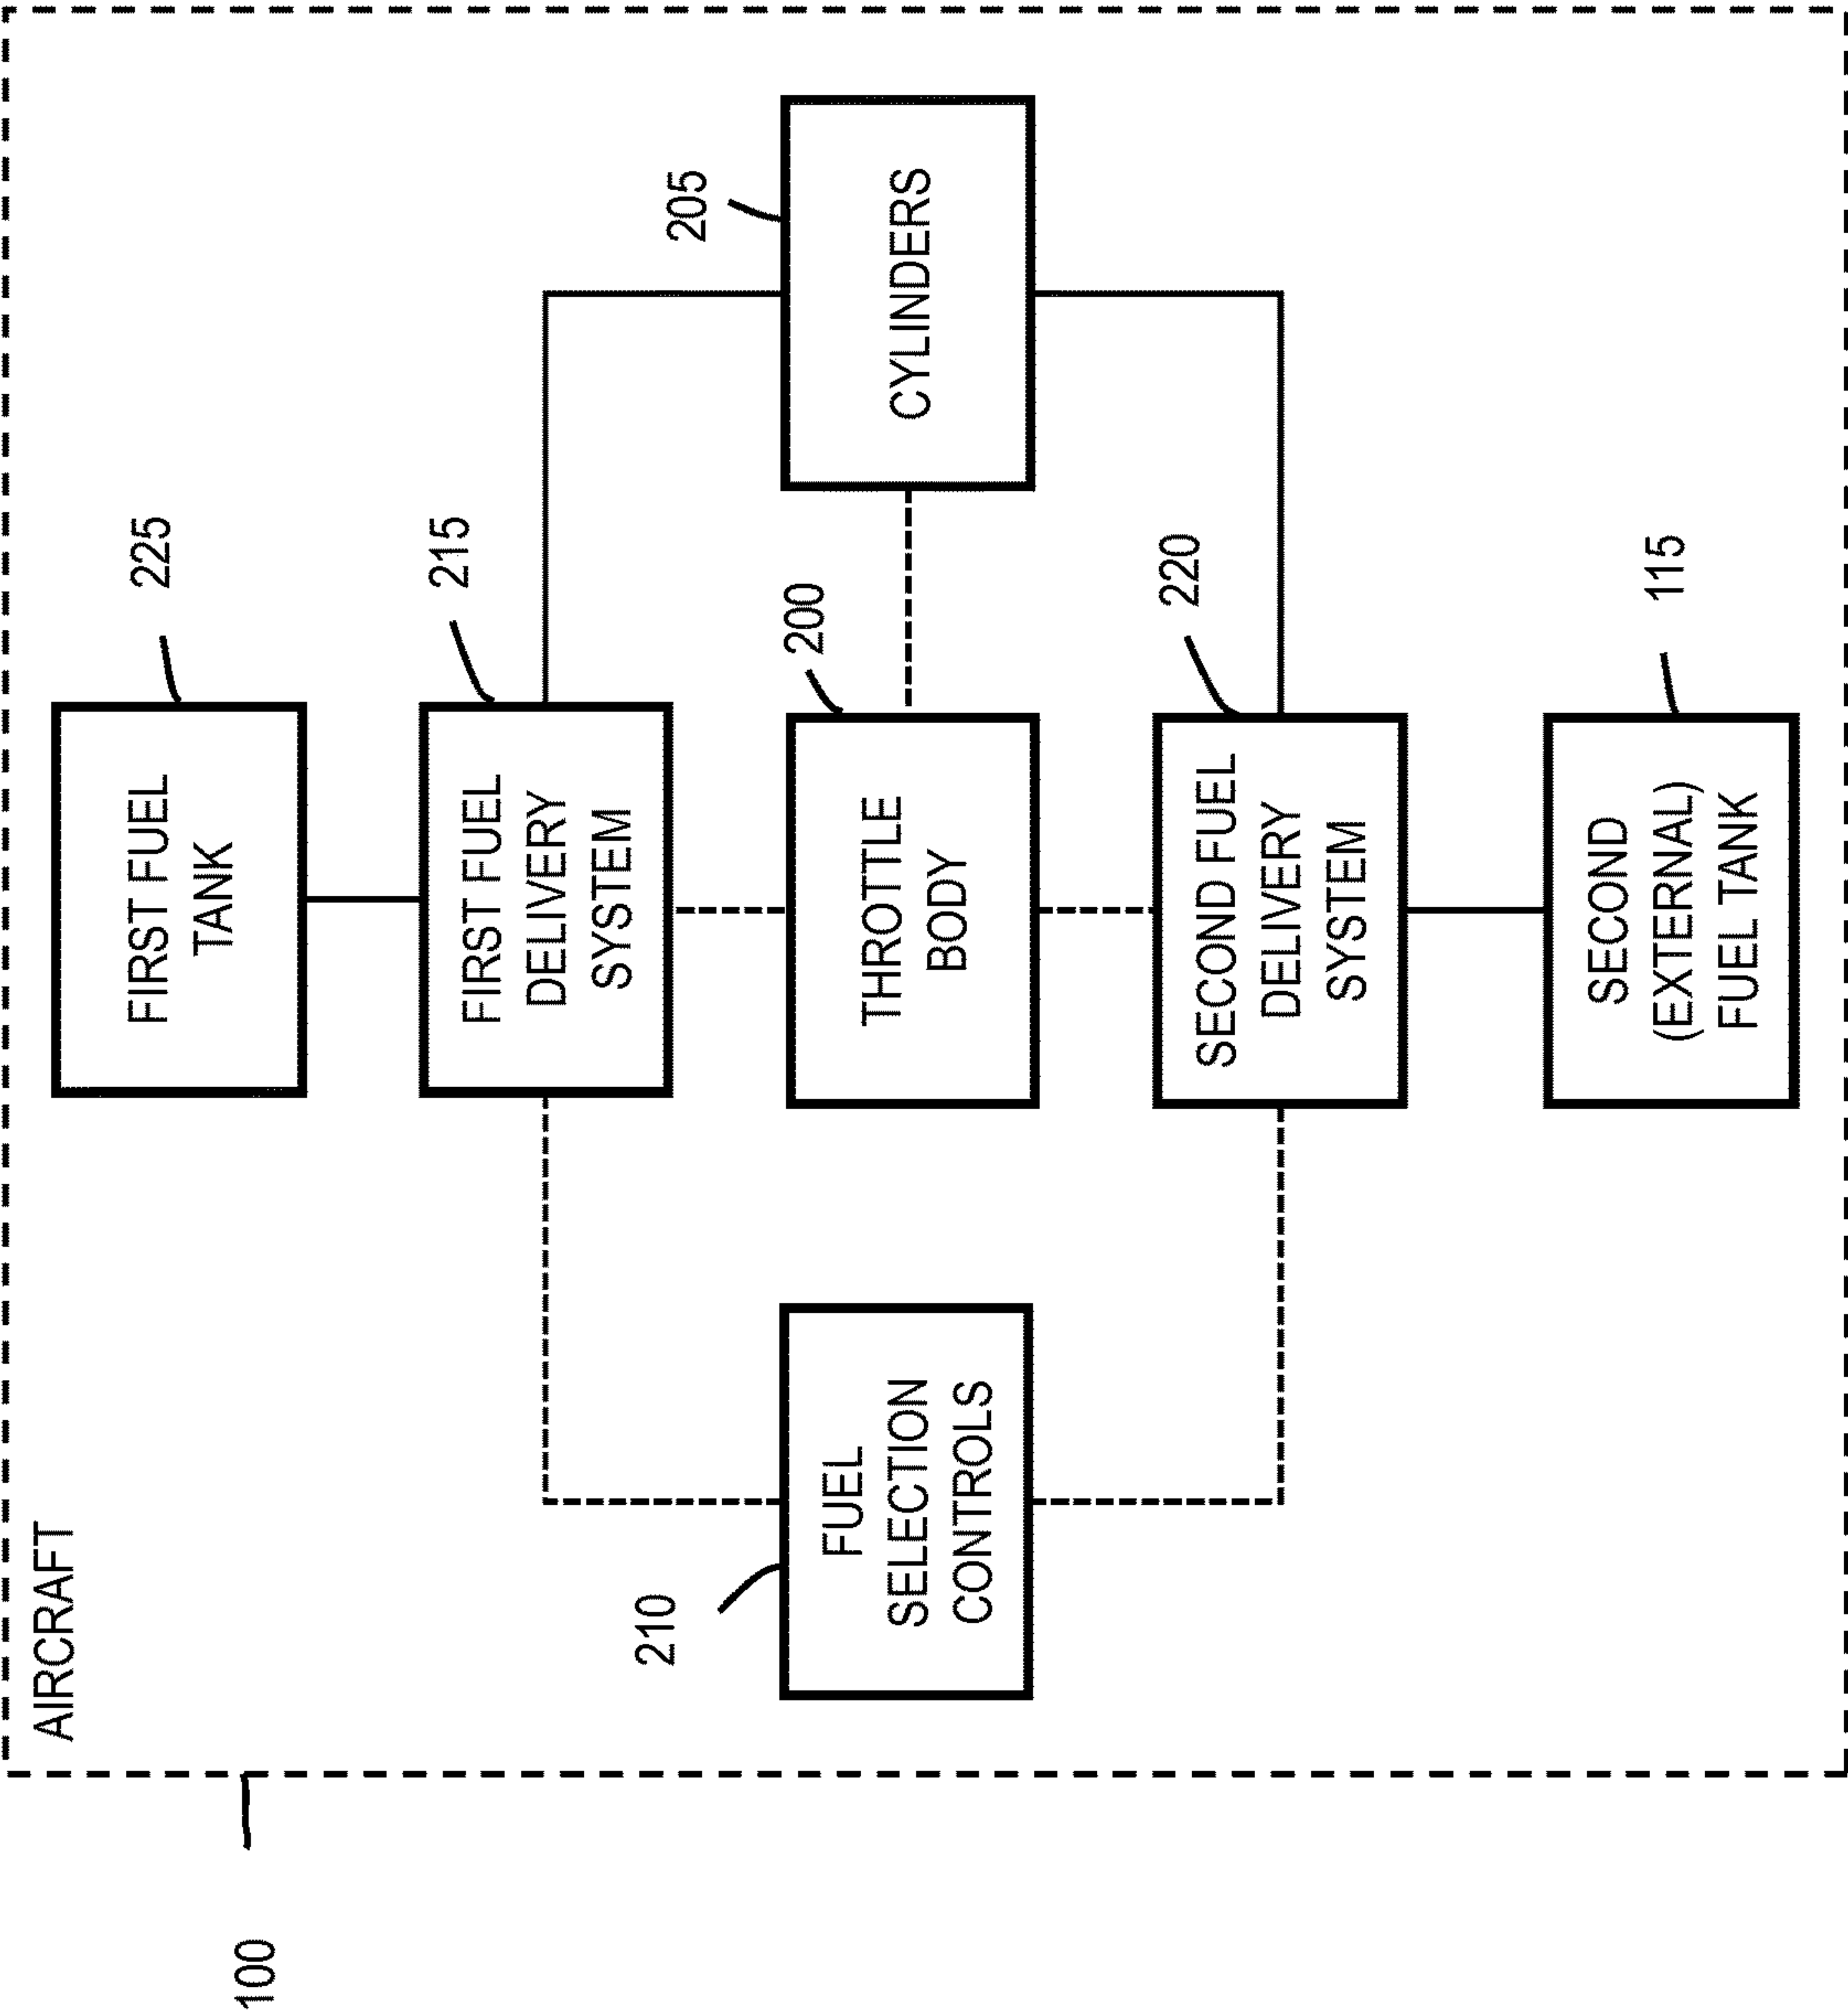 100
AIRCRAFT
225
FIRST FUEL
TANK
215
FIRST FUEL
DELIVERY
SYSTEM
210
FUEL
SELECTION
CONTROLS
200
THROTTLE
BODY
205
CYLINDERS
220
SECOND FUEL
DELIVERY
SYSTEM
115
SECOND
(EXTERNAL)
FUEL TANK